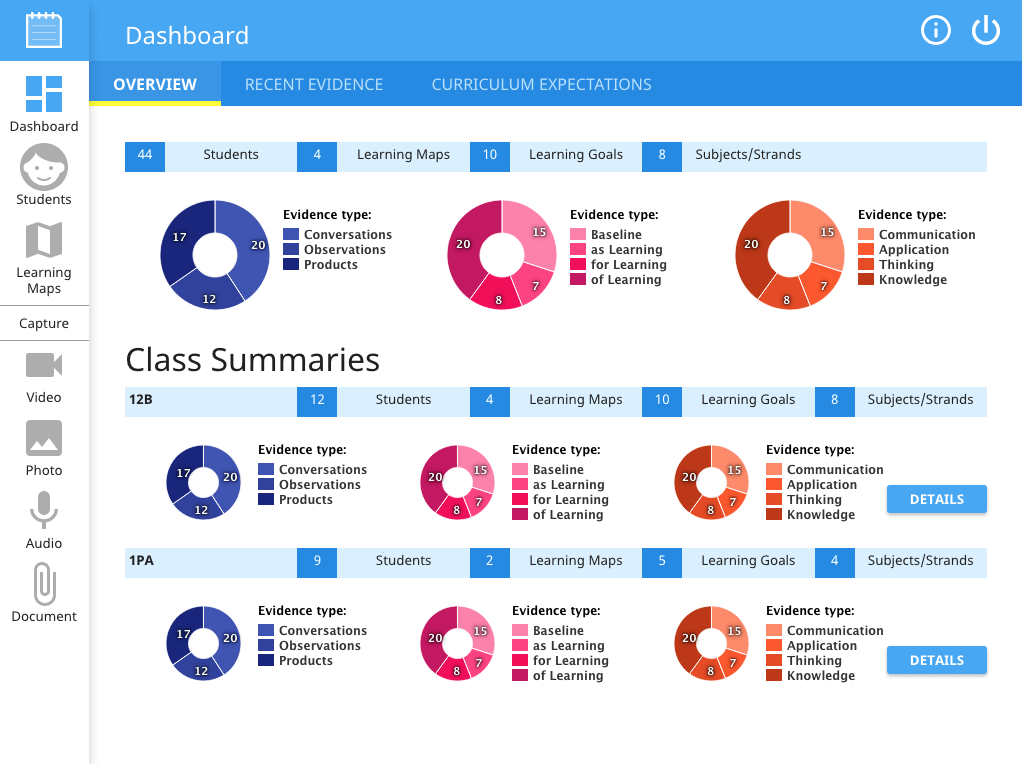 Dashboard
OVERVIEW RECENT EVIDENCE CURRICULUM EXPECTATIONS
Dashboard
Students
Learning
Maps
Capture
Video
Photo
Audio
Document
44 Students 4 Learning Maps 10 Learning Goals 8 Subjects/Strands
17 20 12
Evidence type:
Conversations
Observations
Products
20 15 7 8
Evidence type:
Baseline
as Learning
for Learning
of Learning
20 15 7 8
Evidence type:
Communication
Application
Thinking
Knowledge
Class Summaries
12B 12 Students 4 Learning Maps 10 Learning Goals 8 Subjects/Strands
17 20 12
Evidence type:
Conversations
Observations
Products
20 15 7 8
Evidence type:
Baseline
as Learning
for Learning
of Learning
20 15 7 8
Evidence type:
Communication
Application
Thinking
Knowledge
DETAILS
1PA 9 Students 2 Learning Maps 5 Learning Goals 4 Subjects/Strands
17 20 12
Evidence type:
Conversations
Observations
Products
20 15 7 8
Evidence type:
Baseline
as Learning
for Learning
of Learning
20 15 7 8
Evidence type:
Communication
Application
Thinking
Knowledge
DETAILS